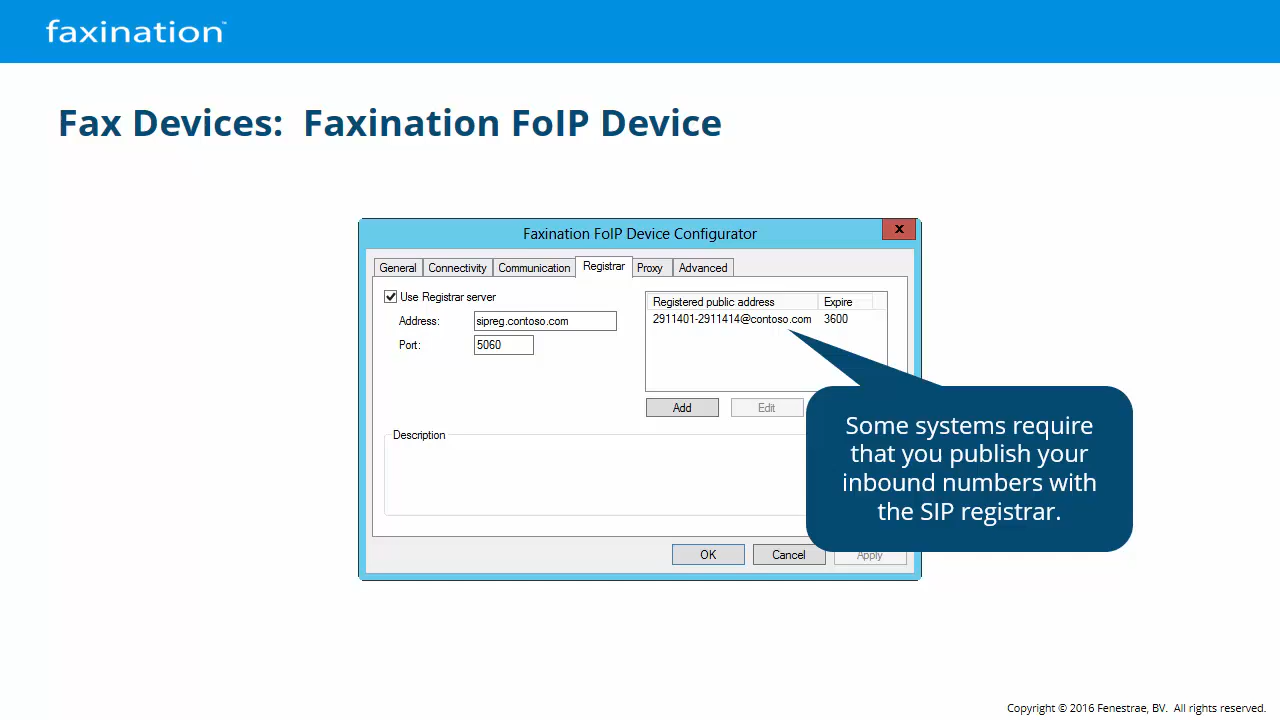 faxination™
Fax Devices:  Faxination FoIP Device
Faxination FoIP Device Configurator
x
General
Connectivity
Communication
Registrar
Proxy
Advanced
Use Registrar server
Address:
sipreg.contoso.com
Port:
5060
Registered public address
Expire
2911401-2911414@contoso.com
3600
Add
Edit
Description
Some systems require
that you publish your
inbound numbers with
the SIP registrar.
OK
Cancel
Apply
Copyright © 2016 Fenestrae, BV.  All rights reserved.